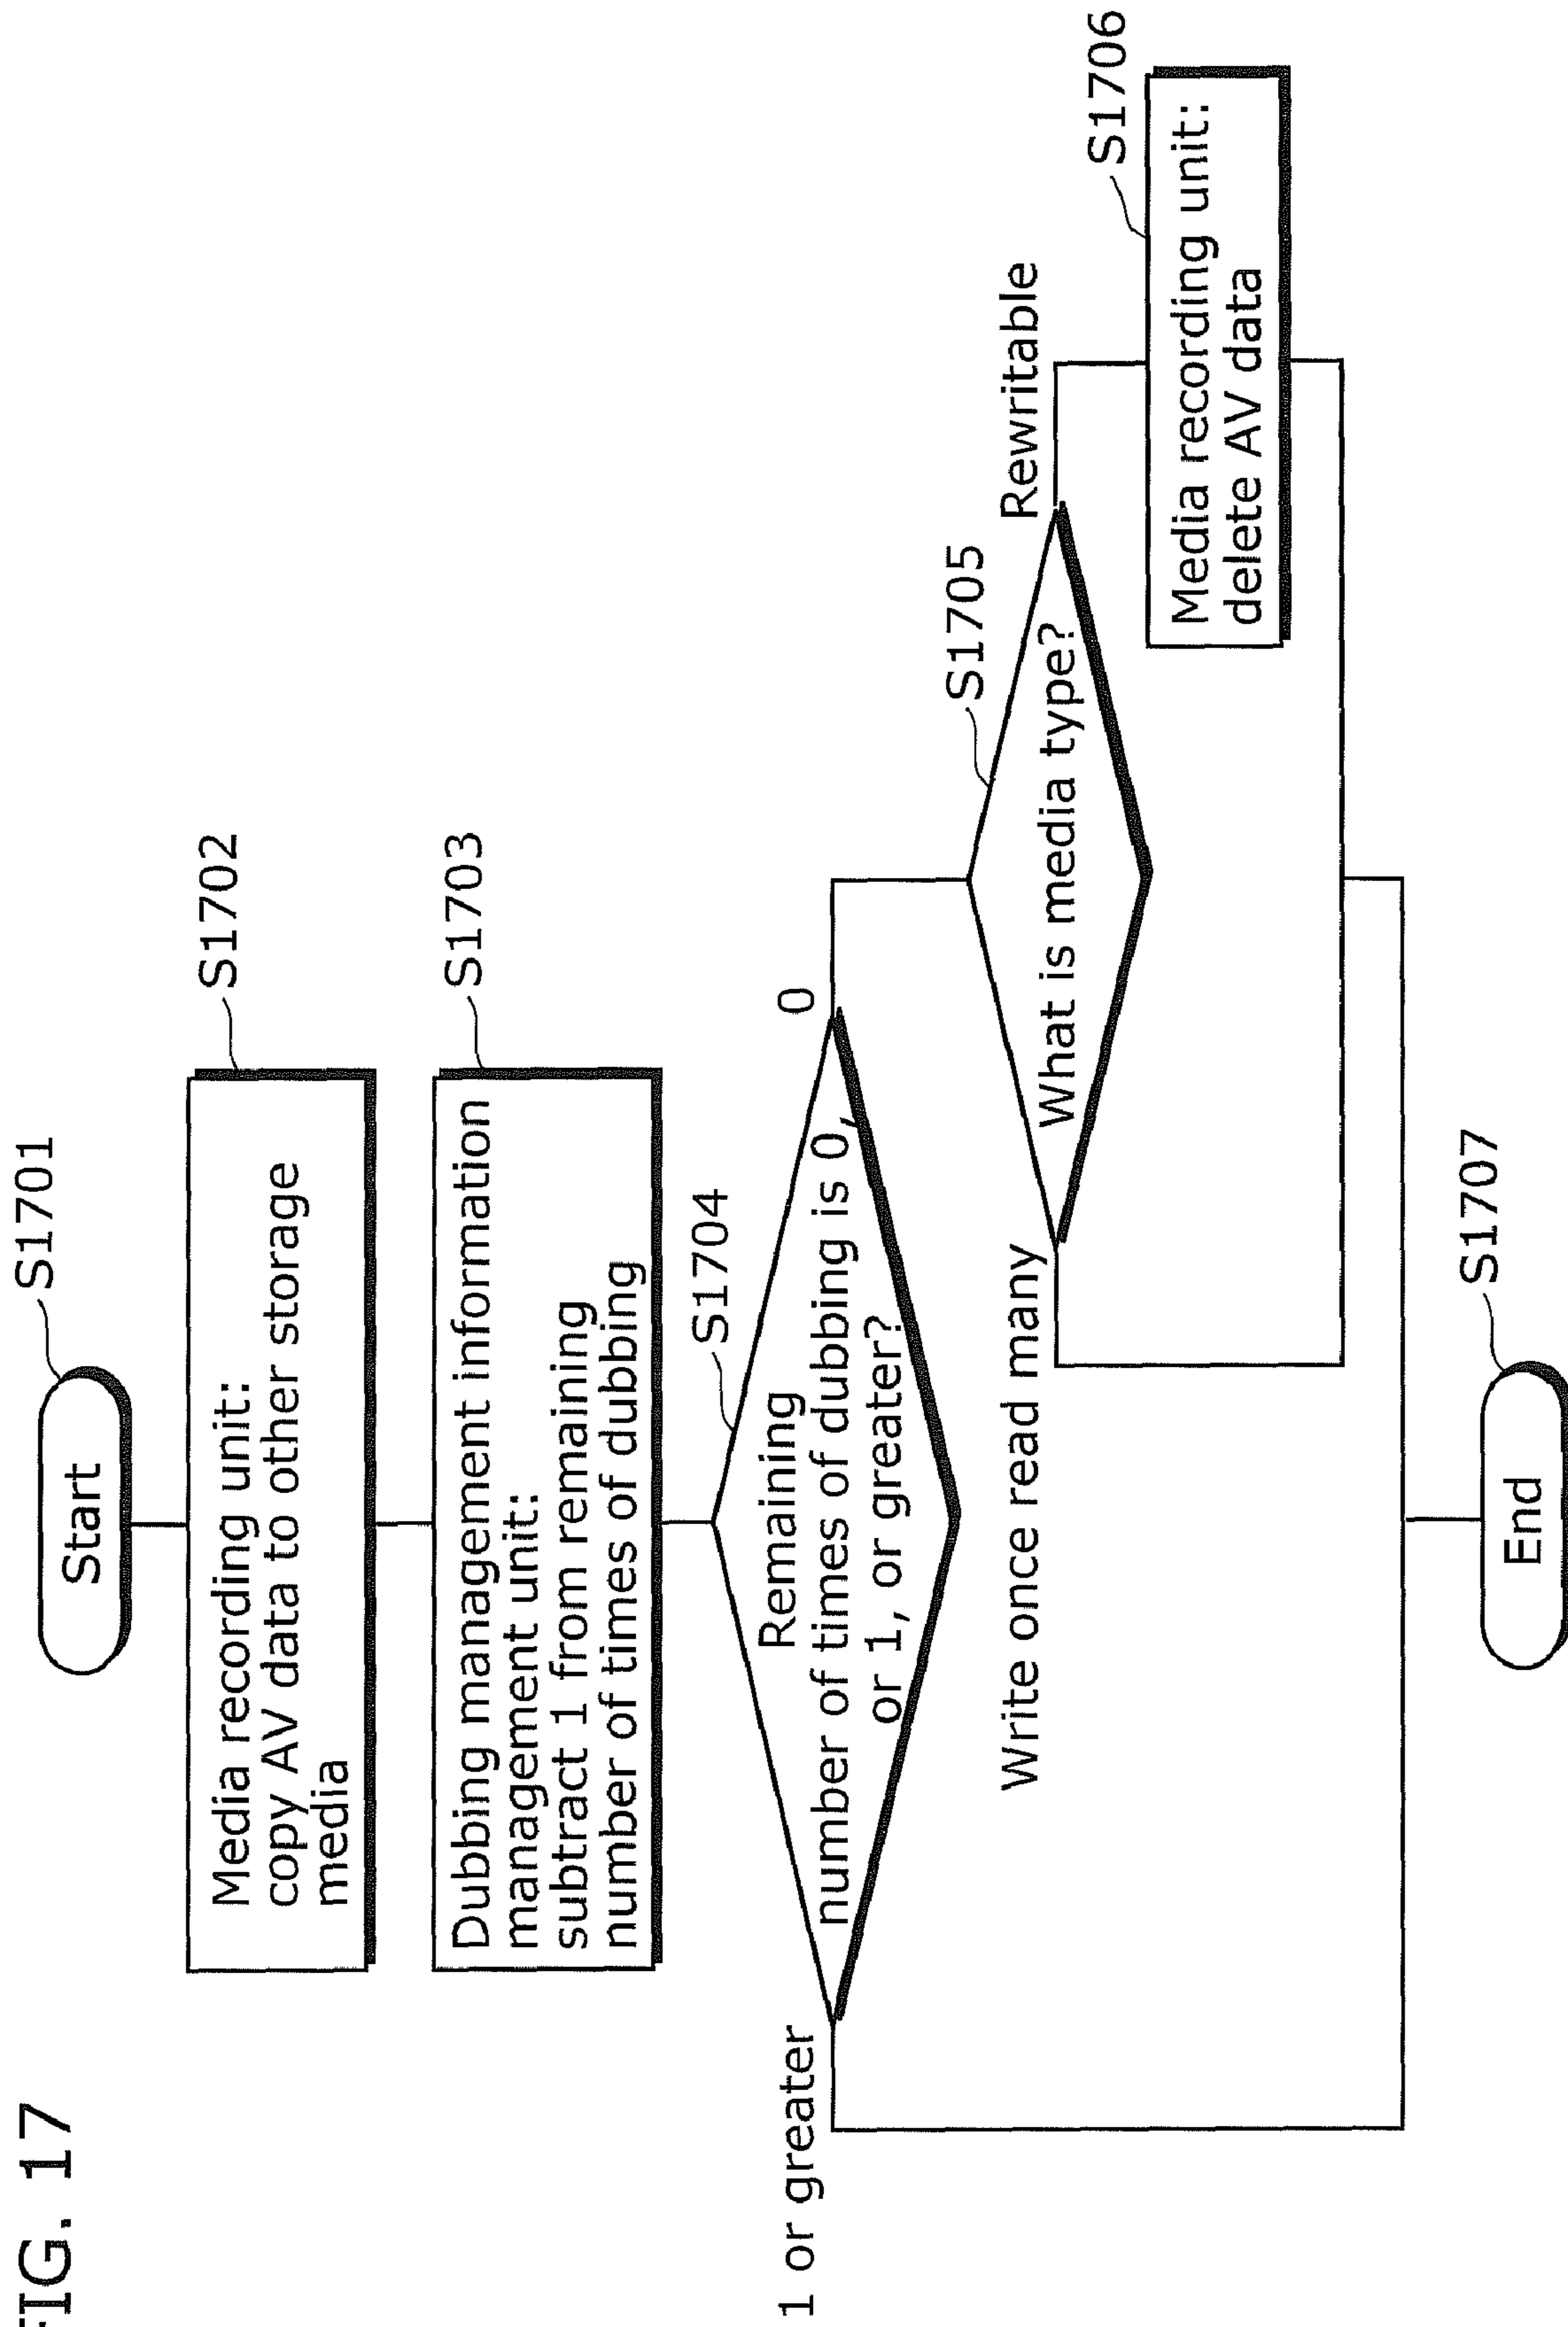 FIG. 17
Start
S1701
Media recording unit:
copy AV data to other storage
media
S1702
Dubbing management information
management unit:
subtract 1 from remaining
number of times of dubbing
S1703
S1704
1 or greater
Remaining
number of times of dubbing is 0,
or 1, or greater?
0
S1705
Write once read many
What is media type?
Rewritable
S1706
Media recording unit:
delete AV data
End
S1707